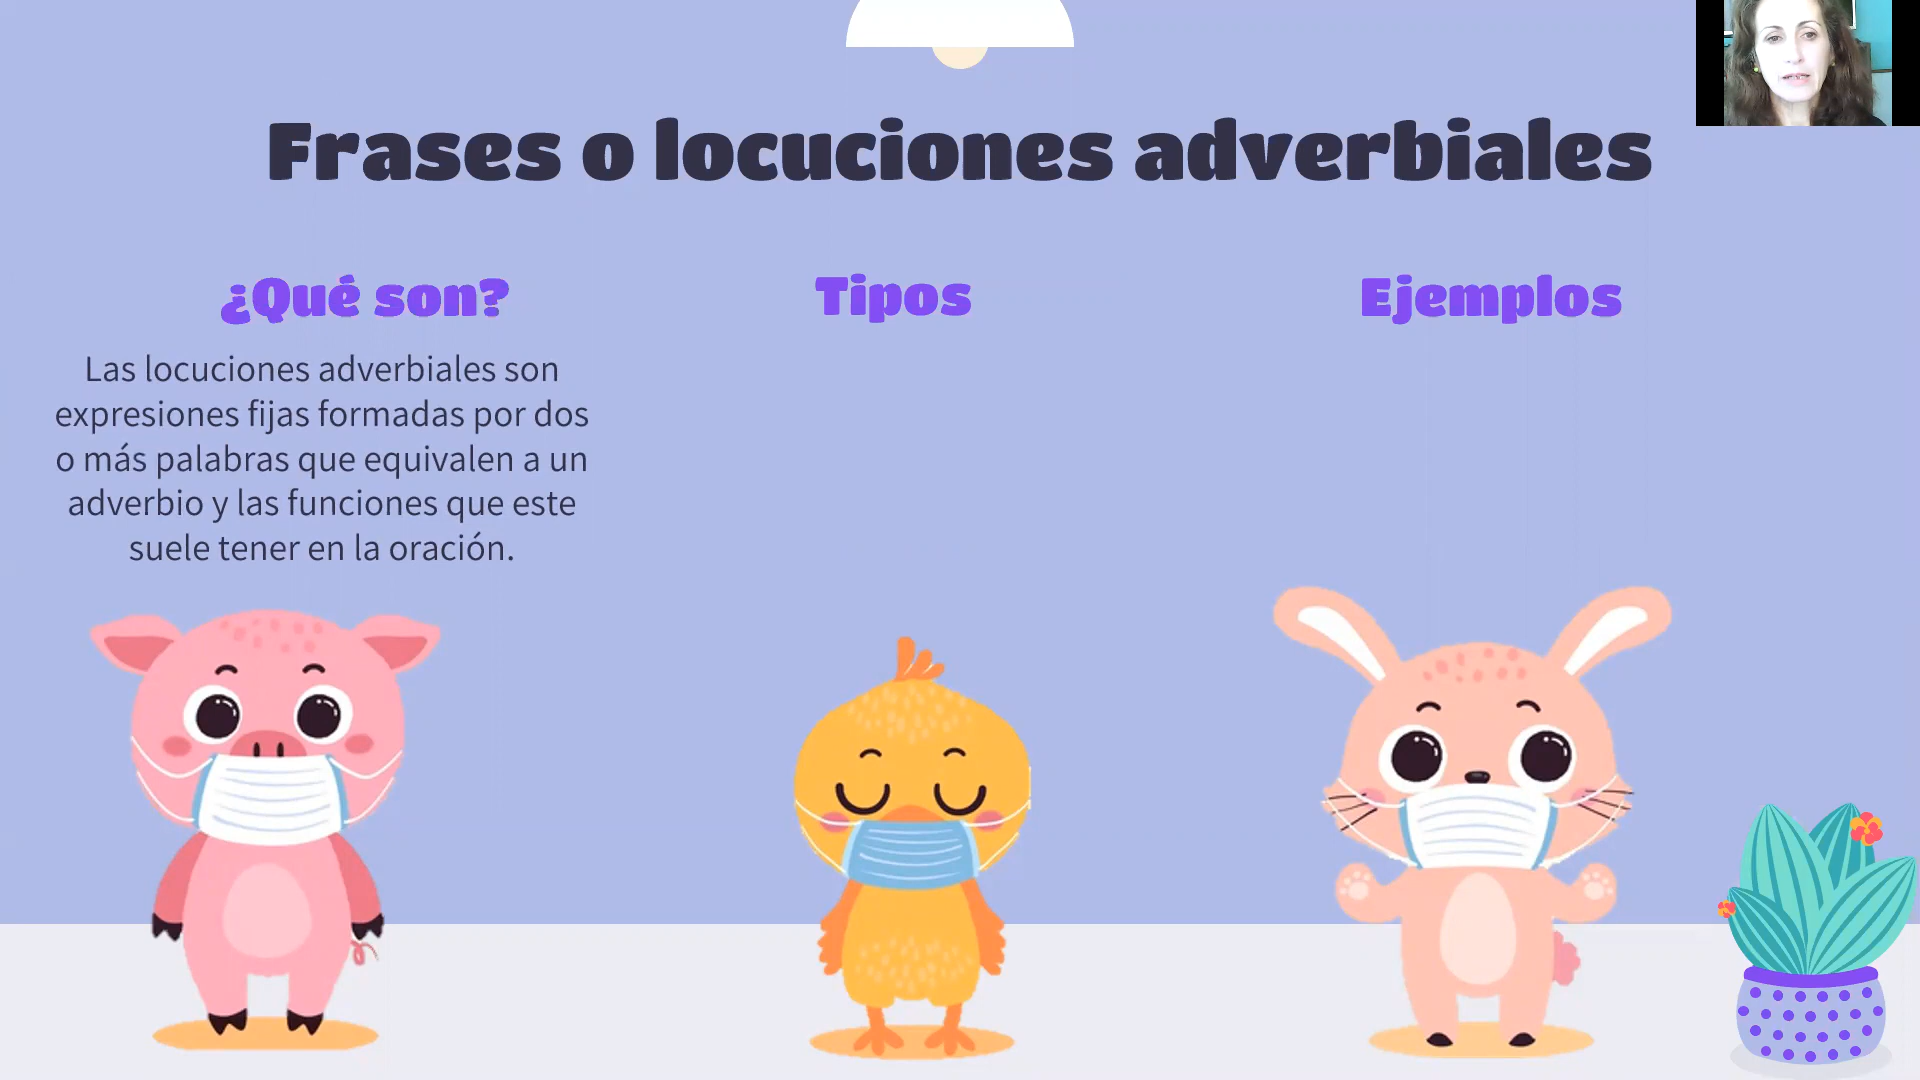 Frases o locuciones adverbiales
¿Qué son?
Las locuciones adverbiales son
expresiones fijas formadas por dos
o más palabras que equivalen a un
adverbio y las funciones que este
suele tener en la oración.
Tipos
Ejemplos